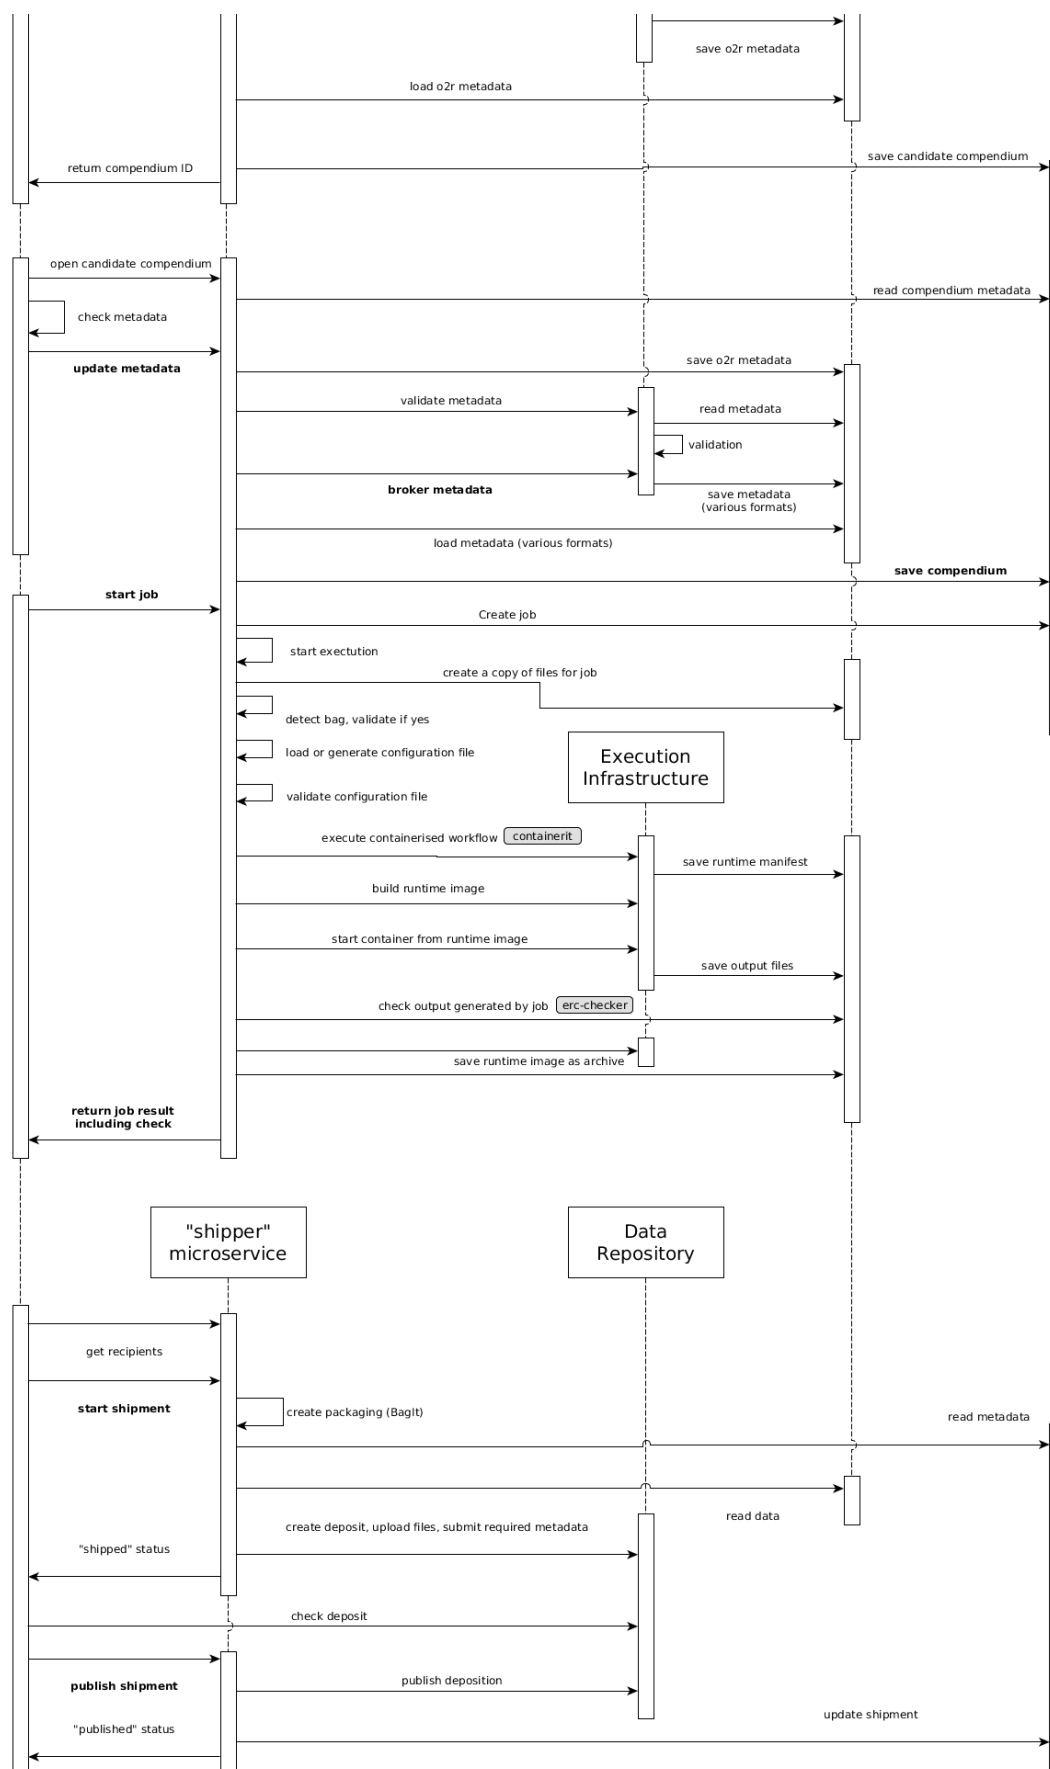 save o2r metadata
load o2r metadata
save candidate compendium
return compendium ID
open candidate compendium
read compendium metadata
check metadata
save o2r metadata
update metadata
validate metadata
read metadata
validation
broker metadata
save metadata
(various formats)
load metadata (various formats)
save compendium
start job
Create job
start exectution
create a copy of files for job
detect bag, validate if yes
load or generate configuration file
Execution
Infrastructure
validate configuration file
execute containerised workflow containerit
save runtime manifest
build runtime image
start container from runtime image
save output files
check output generated by job erc-checker
save runtime image as archive
return job result
including check
"shipper"
microservice
Data
Repository
get recipients
start shipment
create packaging (BagIt)
read metadata
read data
create deposit, upload files, submit required metadata
"shipped" status
check deposit
publish shipment
publish deposition
update shipment
"published" status